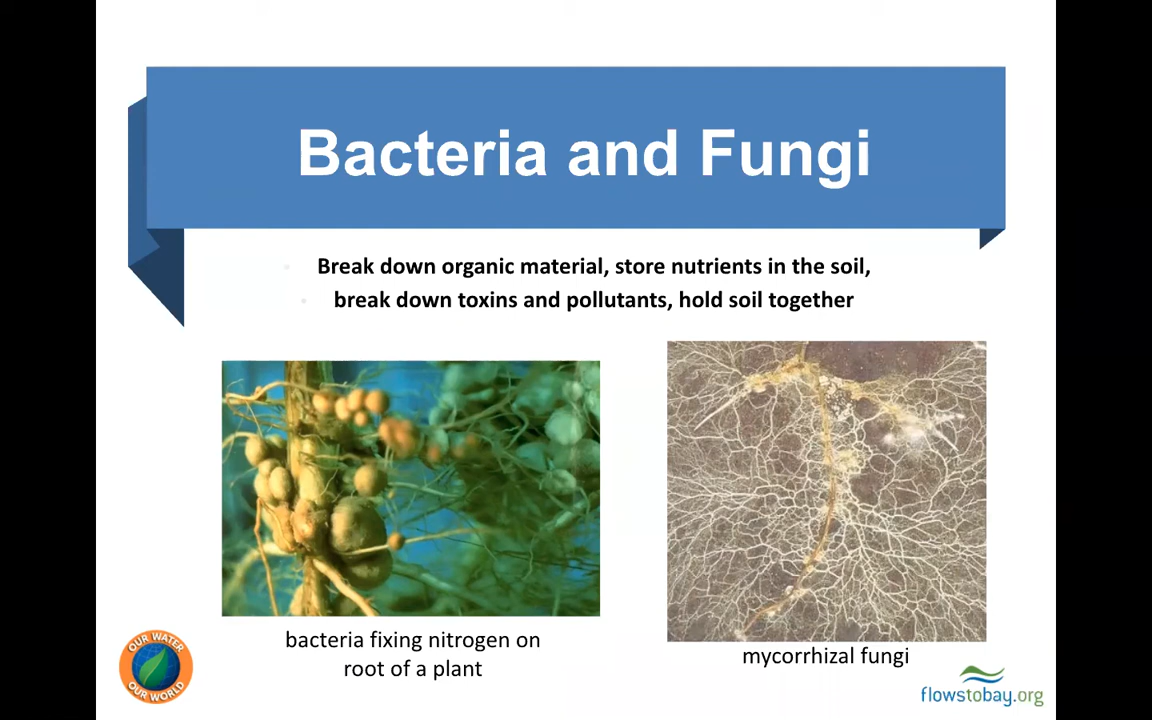 Bacteria and Fungi
Break down organic material, store nutrients in the soil,
break down toxins and pollutants, hold soil together
bacteria fixing nitrogen on
root of a plant
mycorrhizal fungi
OUR WATER
OUR WORLD
flowstobay.org